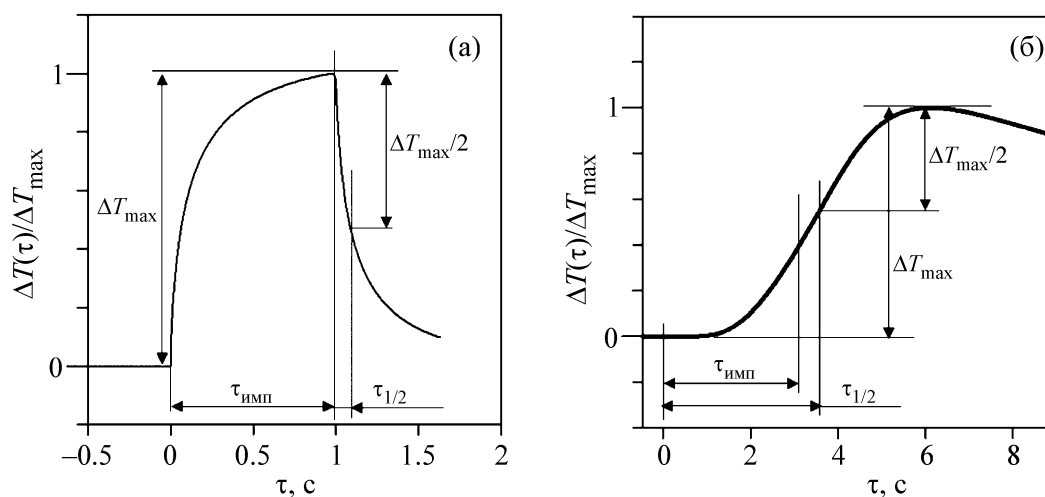 (а)
1
ΔT_max
ΔT_max/2
ΔT(τ)/ΔT_max
0
τ_имп
τ_1/2
–0.5 0 0.5 1 1.5 2
τ, с
(б)
1
ΔT_max/2
ΔT(τ)/ΔT_max
ΔT_max
0
τ_имп
τ_1/2
0 2 4 6 8
τ, с